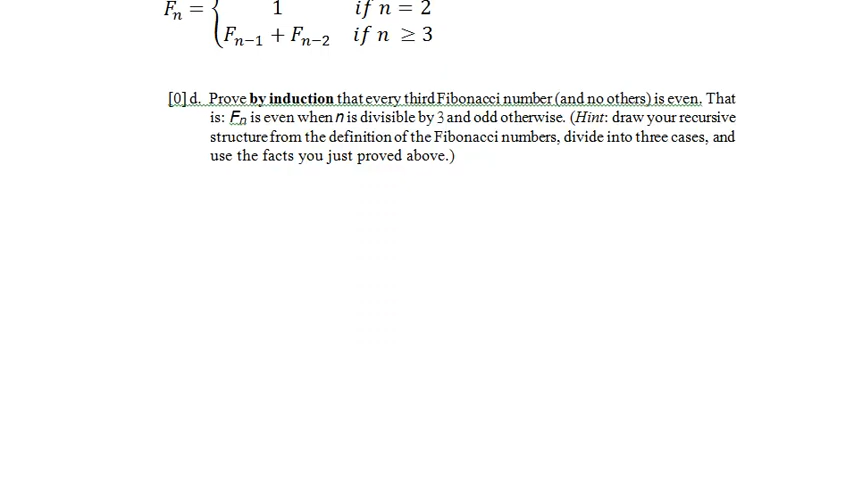 Fₙ = { 1 if n = 2
Fₙ₋₁ + Fₙ₋₂ if n ≥ 3
[0] d. Prove by induction that every third Fibonacci number (and no others) is even. That
is: Fₙ is even when n is divisible by 3 and odd otherwise. (Hint: draw your recursive
structure from the definition of the Fibonacci numbers, divide into three cases, and
use the facts you just proved above.)